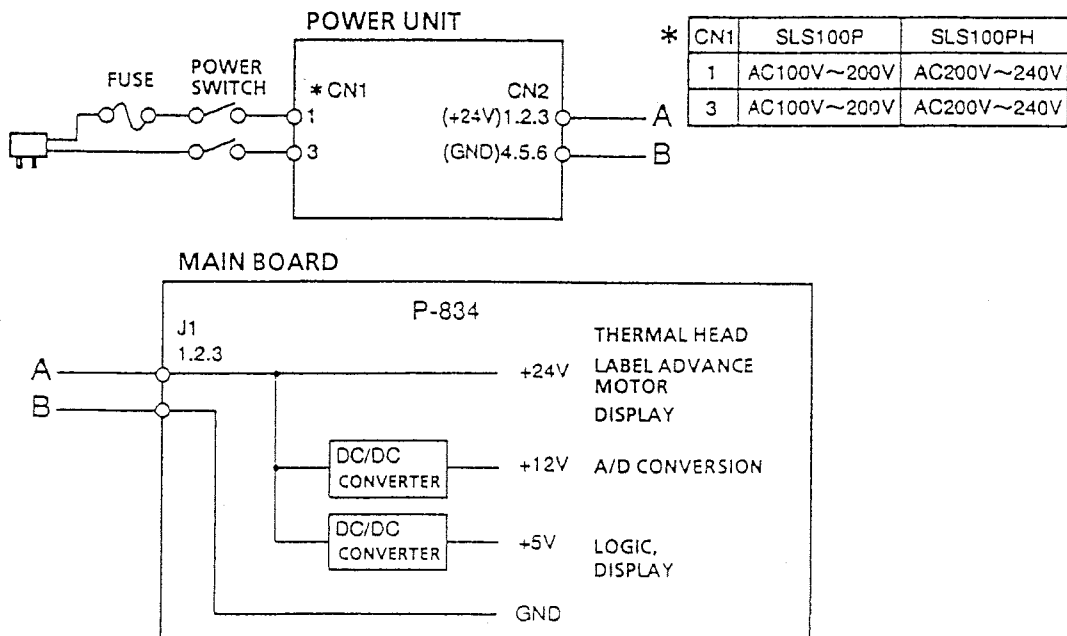 POWER UNIT
FUSE
POWER
SWITCH
* CN1
CN2
1
(+24V)1.2.3
A
3
(GND)4.5.6
B
* CN1 SLS100P SLS100PH
1 AC100V~200V AC200V~240V
3 AC100V~200V AC200V~240V
MAIN BOARD
P-834
J1
1.2.3
A
B
THERMAL HEAD
+24V LABEL ADVANCE
MOTOR
DISPLAY
DC/DC
CONVERTER
+12V A/D CONVERSION
DC/DC
CONVERTER
+5V LOGIC,
DISPLAY
GND